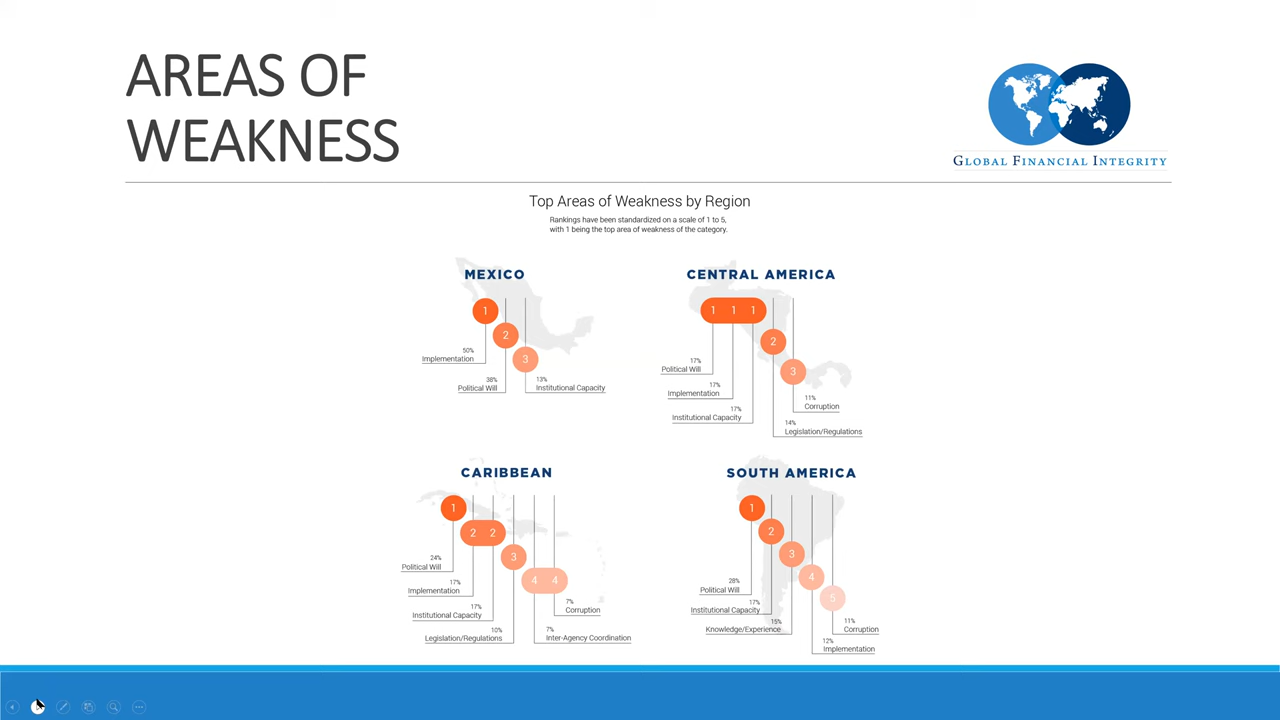 AREAS OF
WEAKNESS
GLOBAL FINANCIAL INTEGRITY
Top Areas of Weakness by Region
Rankings have been standardized on a scale of 1 to 5,
with 1 being the top area of weakness of the category.
MEXICO
1
2
3
50%
Implementation
38%
Political Will
13%
Institutional Capacity
CENTRAL AMERICA
1 1 1
2
3
17%
Political Will
17%
Implementation
17%
Institutional Capacity
11%
Corruption
14%
Legislation/Regulations
CARIBBEAN
1
2 2
3
4 4
24%
Political Will
17%
Implementation
17%
Institutional Capacity
10%
Legislation/Regulations
7%
Corruption
7%
Inter-Agency Coordination
SOUTH AMERICA
1
2
3
4
5
28%
Political Will
17%
Institutional Capacity
15%
Knowledge/Experience
11%
Corruption
12%
Implementation